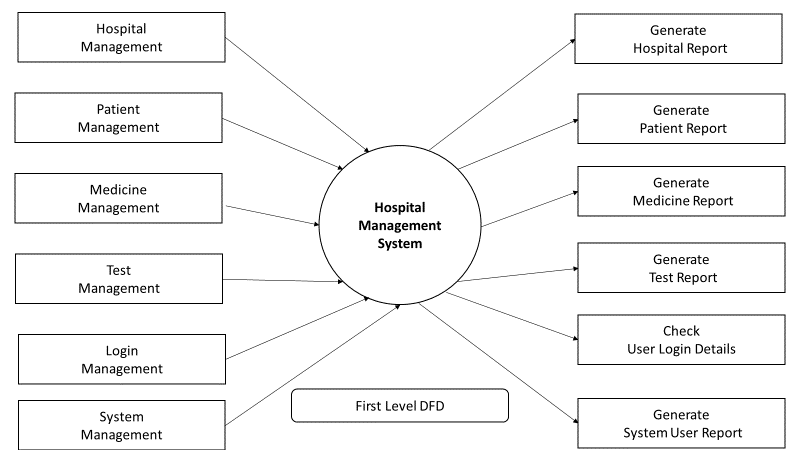 Hospital
Management
Patient
Management
Medicine
Management
Test
Management
Login
Management
System
Management
Hospital
Management
System
First Level DFD
Generate
Hospital Report
Generate
Patient Report
Generate
Medicine Report
Generate
Test Report
Check
User Login Details
Generate
System User Report